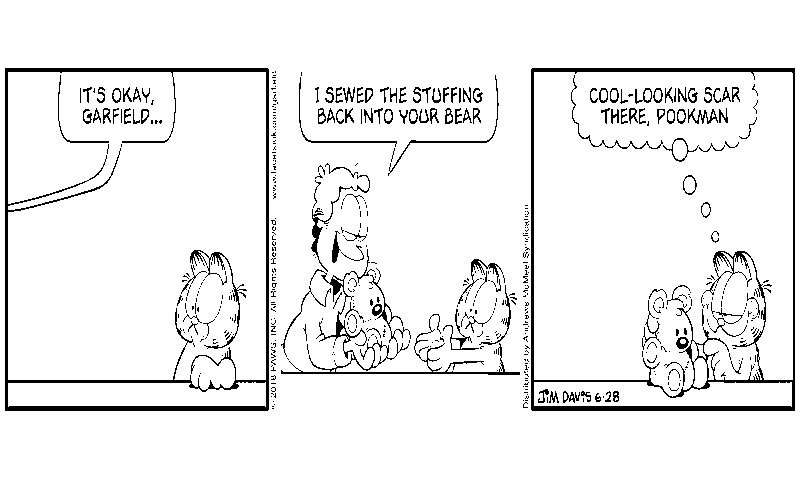 IT'S OKAY,
GARFIELD...
I SEWED THE STUFFING
BACK INTO YOUR BEAR
COOL-LOOKING SCAR
THERE, POOKMAN
© 2018 PAWS, INC. All Rights Reserved.
Distributed by Andrews McMeel Syndication
JIM DAVIS 6·28